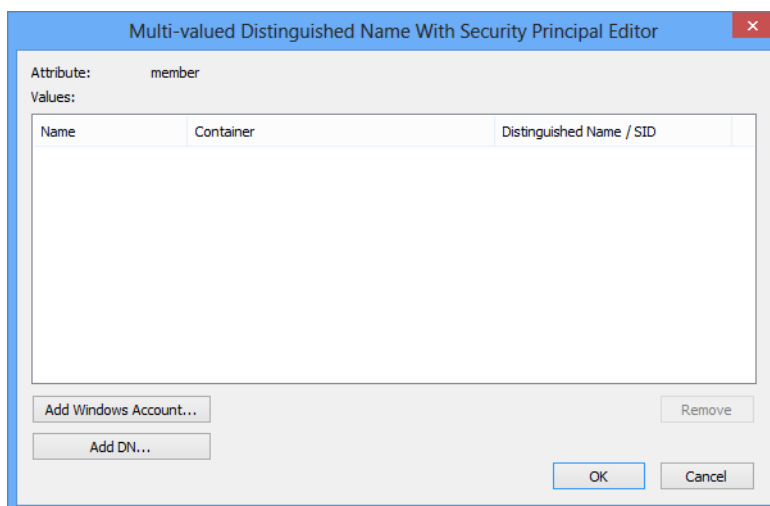 Multi-valued Distinguished Name With Security Principal Editor
Attribute: member
Values:
Name Container Distinguished Name / SID
Add Windows Account... Remove
Add DN...
OK Cancel